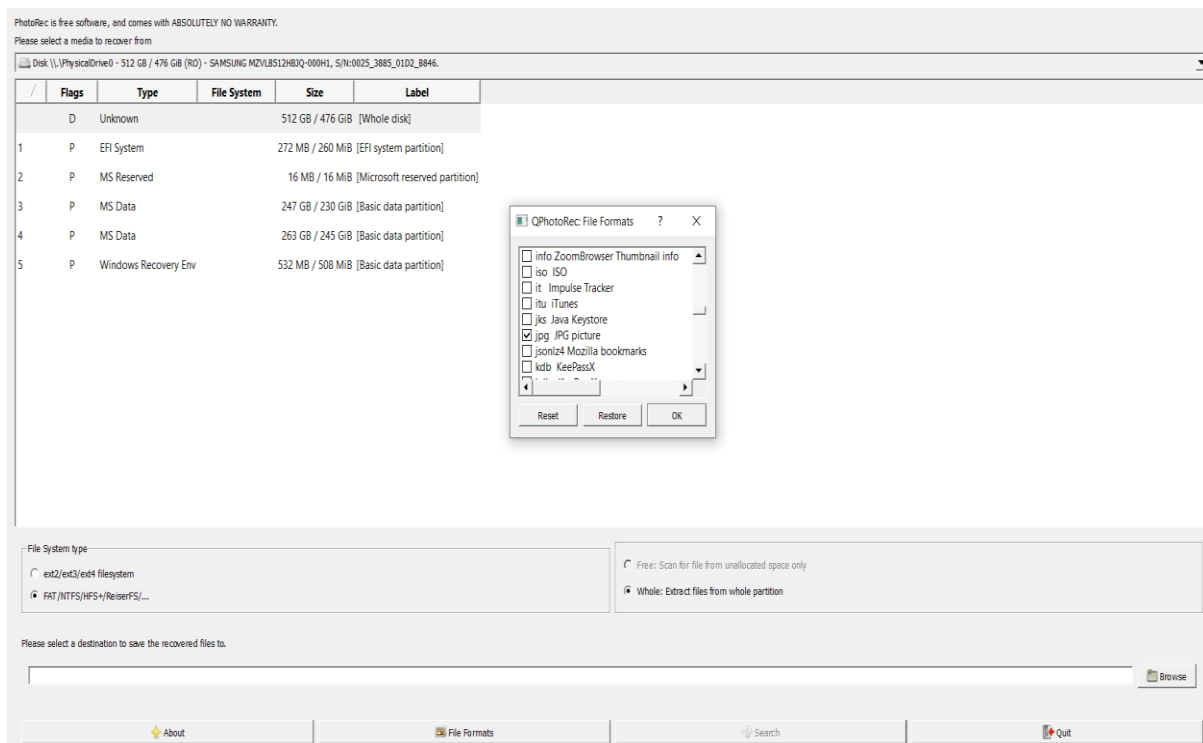 PhotoRec is free software, and comes with ABSOLUTELY NO WARRANTY.
Please select a media to recover from
Disk \\.\PhysicalDrive0 - 512 GB / 476 GiB (RO) - SAMSUNG MZVLB512HBJQ-000H1, S/N:0025_3885_01D2_B846.
/ Flags Type File System Size Label
D Unknown 512 GB / 476 GiB [Whole disk]
1 P EFI System 272 MB / 260 MiB [EFI system partition]
2 P MS Reserved 16 MB / 16 MiB [Microsoft reserved partition]
3 P MS Data 247 GB / 230 GiB [Basic data partition]
4 P MS Data 263 GB / 245 GiB [Basic data partition]
5 P Windows Recovery Env 532 MB / 508 MiB [Basic data partition]
QPhotoRec: File Formats ? X
info ZoomBrowser Thumbnail info
iso ISO
it Impulse Tracker
itu iTunes
jks Java Keystore
jpg JPG picture
jsonlz4 Mozilla bookmarks
kdb KeePassX
Reset Restore OK
File System type
ext2/ext3/ext4 filesystem
FAT/NTFS/HFS+/ReiserFS/...
Free: Scan for file from unallocated space only
Whole: Extract files from whole partition
Please select a destination to save the recovered files to.
Browse
About File Formats Search Quit